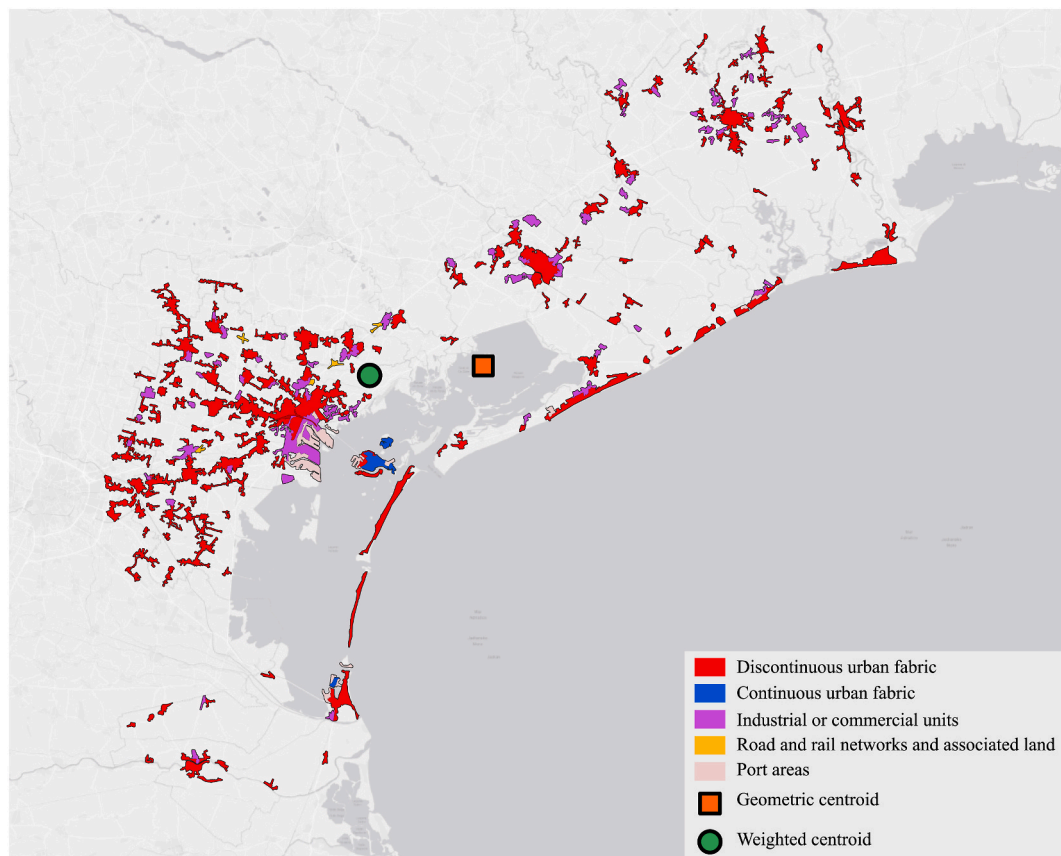 Discontinuous urban fabric
Continuous urban fabric
Industrial or commercial units
Road and rail networks and associated land
Port areas
Geometric centroid
Weighted centroid